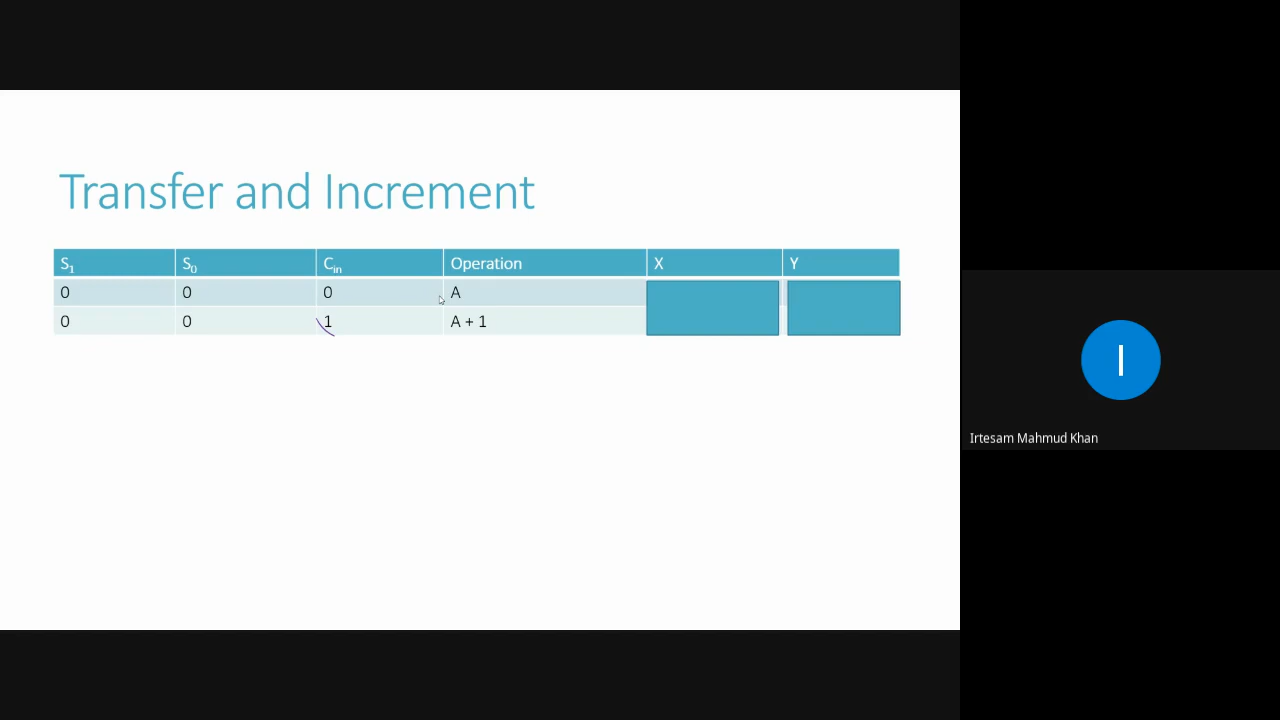 Transfer and Increment
S₁ S₀ Cᵢₙ Operation X Y
0 0 0 A
0 0 1 A + 1
I
Irtesam Mahmud Khan